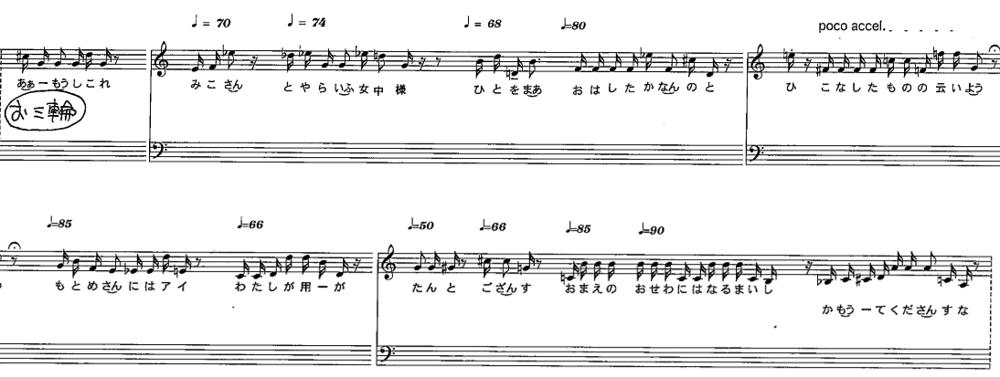 ♩= 70 ♩= 74 ♩= 68 ♩=80 poco accel. - - - - -
あぁーもうしこれ みこさん とやらいふ女中様 ひとをまあ おはしたかなんのと ひ こなしたものの云いよう
お三輪
♩=85 ♩=66 ♩=50 ♩=66 ♩=85 ♩=90
もとめさんにはアイ わたしが用ーが たんと ござんす おまえの おせわにはなるまいし
かもうーてくださんすな